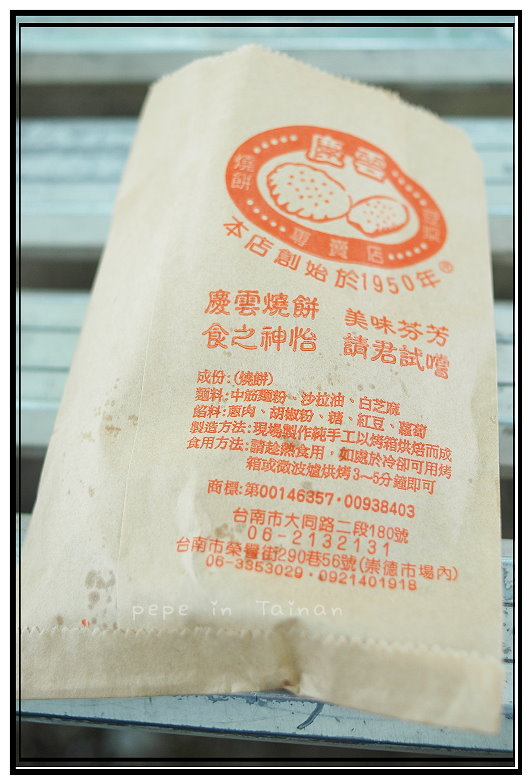 慶雲
燒餅
專賣店
本店創始於1950年®
慶雲燒餅 美味芬芳
食之神怡 請君試嚐
成份:(燒餅)
麵料:中筋麵粉、沙拉油、白芝麻
餡料:蔥肉、胡椒粉、糖、紅豆、蘿蔔
製造方法:現場製作純手工以烤箱烘焙而成
食用方法:請趁熱食用,如處於冷卻可用烤
箱或微波爐烘烤3~5分鐘即可
商標:第00146357·00938403
台南市大同路二段180號
06-2132131
台南市榮譽街290巷56號(崇德市場內)
06-3353029·0921401918
pepe in Tainan